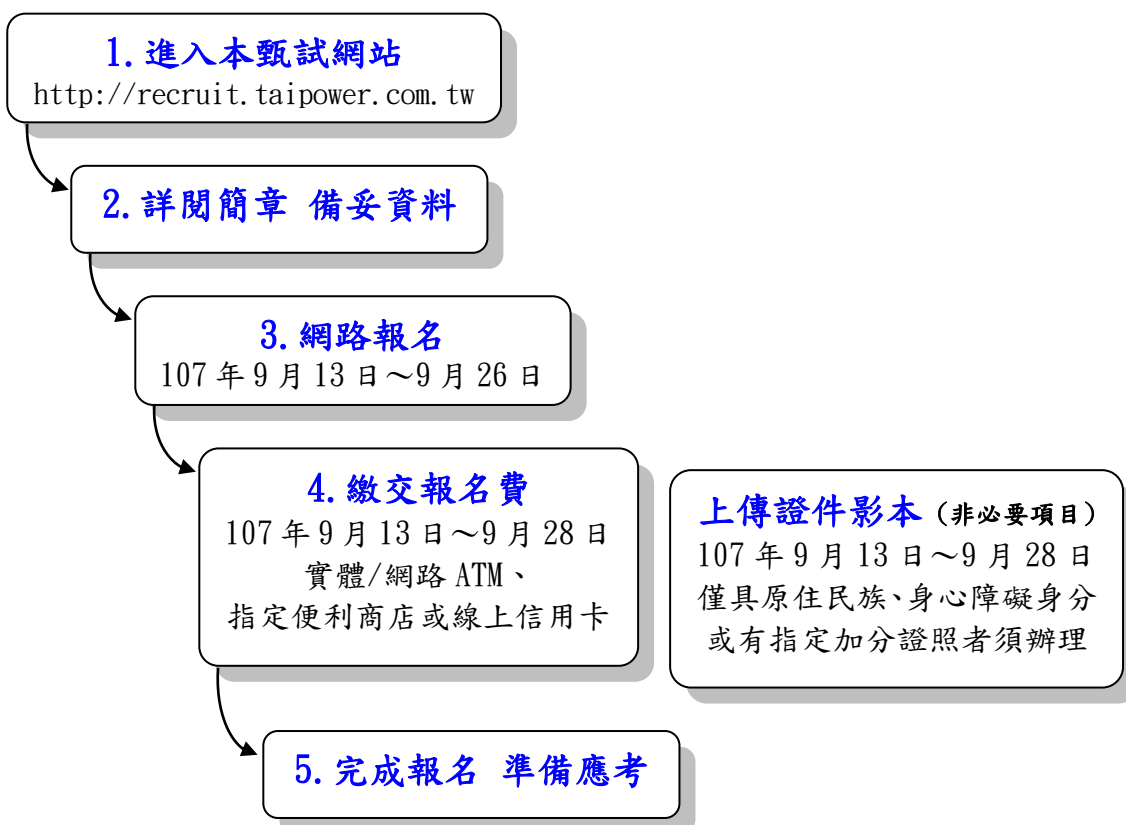 1.進入本甄試網站
http://recruit.taipower.com.tw
2.詳閱簡章 備妥資料
3.網路報名
107年9月13日～9月26日
4.繳交報名費
107年9月13日～9月28日
實體/網路ATM、
指定便利商店或線上信用卡
上傳證件影本(非必要項目)
107年9月13日～9月28日
僅具原住民族、身心障礙身分
或有指定加分證照者須辦理
5.完成報名 準備應考